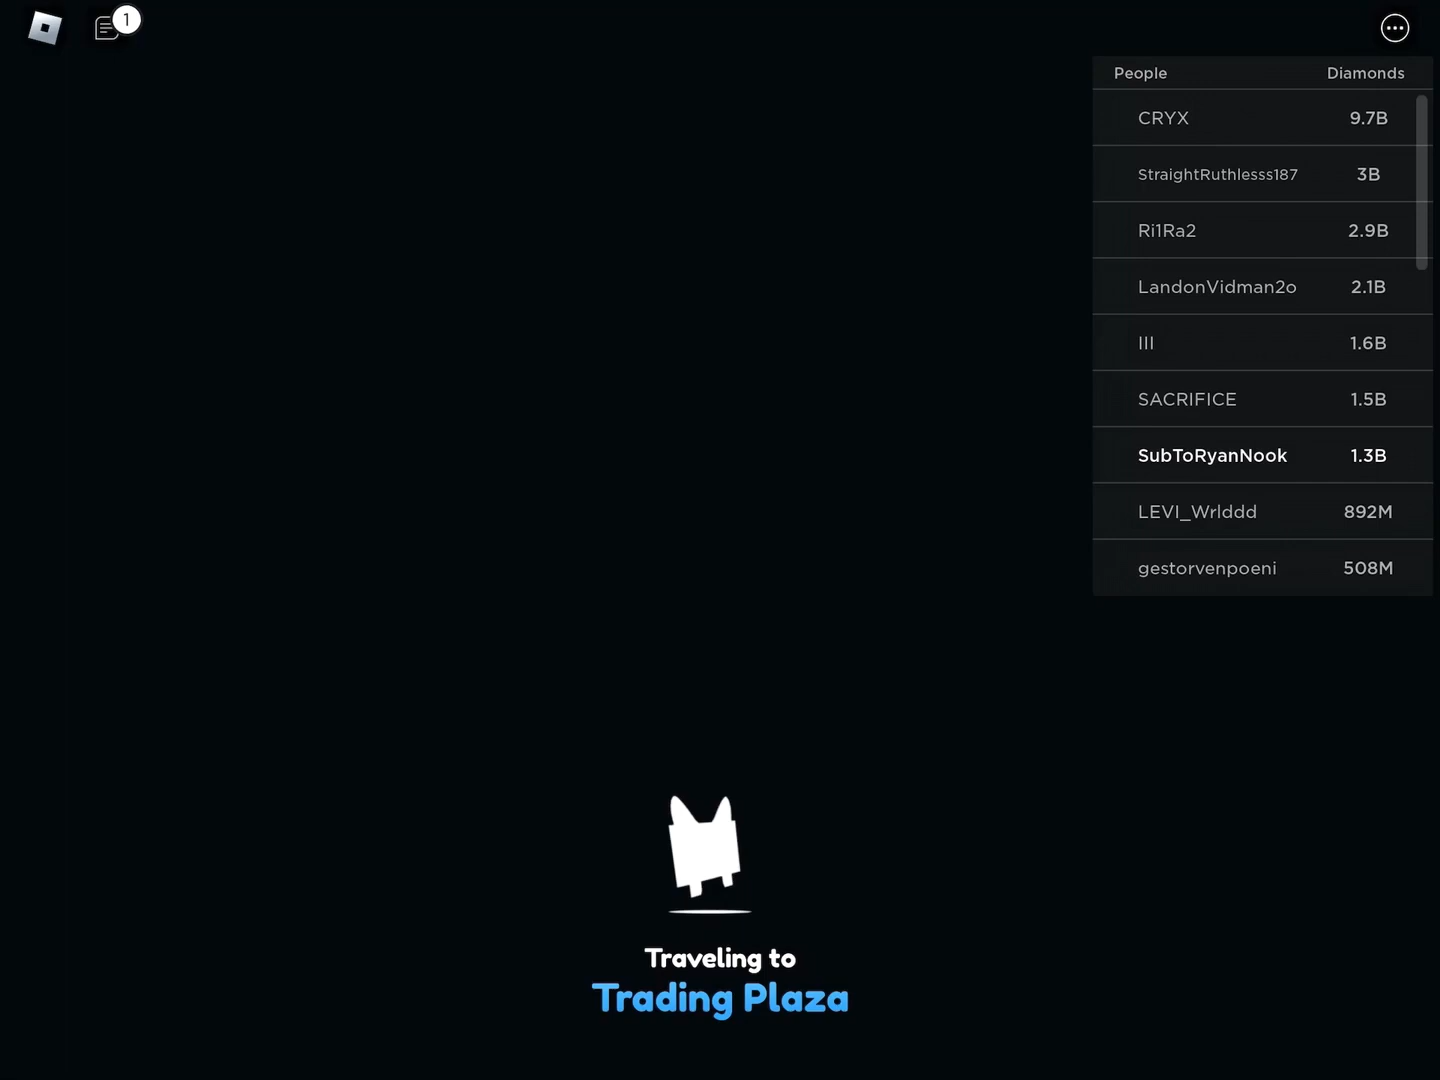 1
People Diamonds
CRYX 9.7B
StraightRuthlesss187 3B
Ri1Ra2 2.9B
LandonVidman2o 2.1B
III 1.6B
SACRIFICE 1.5B
SubToRyanNook 1.3B
LEVI_Wrlddd 892M
gestorvenpoeni 508M
Traveling to
Trading Plaza